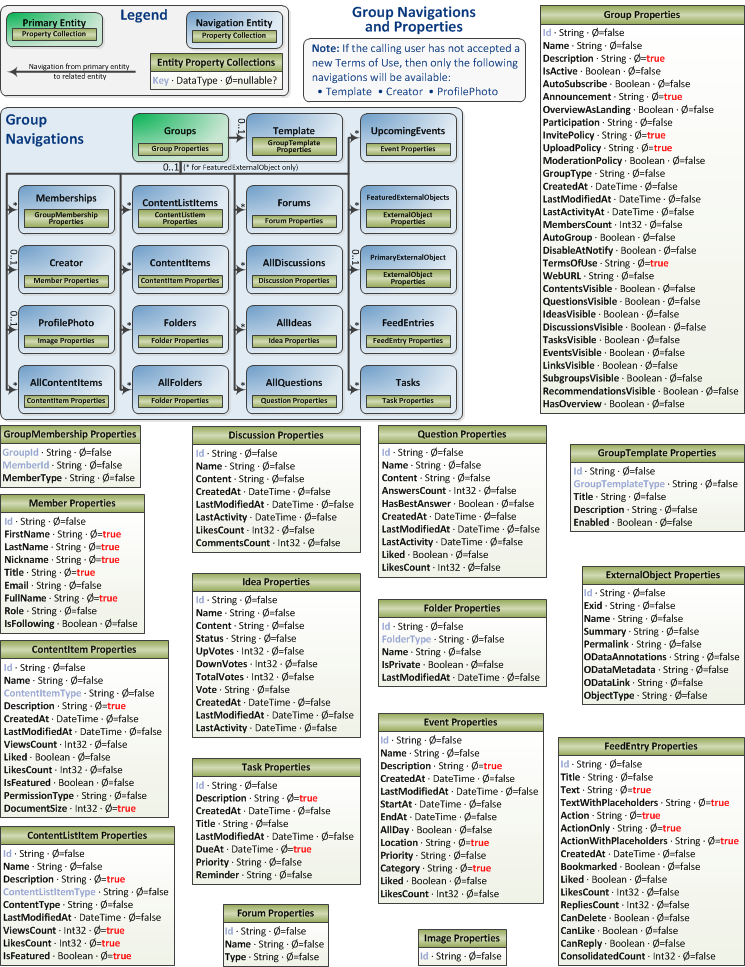 Legend
Primary Entity
Property Collection
Navigation Entity
Property Collection
Navigation from primary entity
to related entity
Entity Property Collections
Key · DataType · Ø=nullable?
Group Navigations
and Properties
Note: If the calling user has not accepted a
new Terms of Use, then only the following
navigations will be available:
• Template • Creator • ProfilePhoto
Group
Navigations
Groups
Group Properties
0..1
Template
GroupTemplate
Properties
*
UpcomingEvents
Event Properties
0..1 (* for FeaturedExternalObject only)
*
Memberships
GroupMembership
Properties
*
ContentListItems
ContentListItem
Properties
*
Forums
Forum Properties
*
FeaturedExternalObjects
ExternalObject
Properties
0..1
Creator
Member Properties
*
ContentItems
ContentItem Properties
*
AllDiscussions
Discussion Properties
0..1
PrimaryExternalObject
ExternalObject
Properties
0..1
ProfilePhoto
Image Properties
*
Folders
Folder Properties
*
AllIdeas
Idea Properties
*
FeedEntries
FeedEntry Properties
*
AllContentItems
ContentItem Properties
*
AllFolders
Folder Properties
*
AllQuestions
Question Properties
*
Tasks
Task Properties
Group Properties
Id · String · Ø=false
Name · String · Ø=false
Description · String · Ø=true
IsActive · Boolean · Ø=false
AutoSubscribe · Boolean · Ø=false
Announcement · String · Ø=true
OverviewAsLanding · Boolean · Ø=false
Participation · String · Ø=false
InvitePolicy · String · Ø=true
UploadPolicy · String · Ø=true
ModerationPolicy · Boolean · Ø=false
GroupType · String · Ø=false
CreatedAt · DateTime · Ø=false
LastModifiedAt · DateTime · Ø=false
LastActivityAt · DateTime · Ø=false
MembersCount · Int32 · Ø=false
AutoGroup · Boolean · Ø=false
DisableAtNotify · Boolean · Ø=false
TermsOfUse · String · Ø=true
WebURL · String · Ø=false
ContentsVisible · Boolean · Ø=false
QuestionsVisible · Boolean · Ø=false
IdeasVisible · Boolean · Ø=false
DiscussionsVisible · Boolean · Ø=false
TasksVisible · Boolean · Ø=false
EventsVisible · Boolean · Ø=false
LinksVisible · Boolean · Ø=false
SubgroupsVisible · Boolean · Ø=false
RecommendationsVisible · Boolean · Ø=false
HasOverview · Boolean · Ø=false
GroupMembership Properties
GroupId · String · Ø=false
MemberId · String · Ø=false
MemberType · String · Ø=false
Member Properties
Id · String · Ø=false
FirstName · String · Ø=true
LastName · String · Ø=true
Nickname · String · Ø=true
Title · String · Ø=true
Email · String · Ø=false
FullName · String · Ø=true
Role · String · Ø=false
IsFollowing · Boolean · Ø=false
ContentItem Properties
Id · String · Ø=false
Name · String · Ø=false
ContentItemType · String · Ø=false
Description · String · Ø=true
CreatedAt · DateTime · Ø=false
LastModifiedAt · DateTime · Ø=false
ViewsCount · Int32 · Ø=false
Liked · Boolean · Ø=false
LikesCount · Int32 · Ø=false
IsFeatured · Boolean · Ø=false
PermissionType · String · Ø=false
DocumentSize · Int32 · Ø=true
ContentListItem Properties
Id · String · Ø=false
Name · String · Ø=false
Description · String · Ø=true
ContentListItemType · String · Ø=false
ContentType · String · Ø=false
LastModifiedAt · DateTime · Ø=false
ViewsCount · Int32 · Ø=true
LikesCount · Int32 · Ø=true
IsFeatured · Boolean · Ø=true
Discussion Properties
Id · String · Ø=false
Name · String · Ø=false
Content · String · Ø=false
CreatedAt · DateTime · Ø=false
LastModifiedAt · DateTime · Ø=false
LastActivity · DateTime · Ø=false
LikesCount · Int32 · Ø=false
CommentsCount · Int32 · Ø=false
Idea Properties
Id · String · Ø=false
Name · String · Ø=false
Content · String · Ø=false
Status · String · Ø=false
UpVotes · Int32 · Ø=false
DownVotes · Int32 · Ø=false
TotalVotes · Int32 · Ø=false
Vote · String · Ø=false
CreatedAt · DateTime · Ø=false
LastModifiedAt · DateTime · Ø=false
LastActivity · DateTime · Ø=false
Task Properties
Id · String · Ø=false
Description · String · Ø=true
CreatedAt · DateTime · Ø=false
Title · String · Ø=false
LastModifiedAt · DateTime · Ø=false
DueAt · DateTime · Ø=true
Priority · String · Ø=false
Reminder · String · Ø=false
Forum Properties
Id · String · Ø=false
Name · String · Ø=false
Type · String · Ø=false
Question Properties
Id · String · Ø=false
Name · String · Ø=false
Content · String · Ø=false
AnswersCount · Int32 · Ø=false
HasBestAnswer · Boolean · Ø=false
CreatedAt · DateTime · Ø=false
LastModifiedAt · DateTime · Ø=false
LastActivity · DateTime · Ø=false
Liked · Boolean · Ø=false
LikesCount · Int32 · Ø=false
Folder Properties
Id · String · Ø=false
FolderType · String · Ø=false
Name · String · Ø=false
IsPrivate · Boolean · Ø=false
LastModifiedAt · DateTime · Ø=false
Event Properties
Id · String · Ø=false
Name · String · Ø=false
Description · String · Ø=true
CreatedAt · DateTime · Ø=false
LastModifiedAt · DateTime · Ø=false
StartAt · DateTime · Ø=false
EndAt · DateTime · Ø=false
AllDay · Boolean · Ø=false
Location · String · Ø=true
Priority · String · Ø=false
Category · String · Ø=true
Liked · Boolean · Ø=false
LikesCount · Int32 · Ø=false
Image Properties
Id · String · Ø=false
GroupTemplate Properties
Id · String · Ø=false
GroupTemplateType · String · Ø=false
Title · String · Ø=false
Description · String · Ø=false
Enabled · Boolean · Ø=false
ExternalObject Properties
Id · String · Ø=false
Exid · String · Ø=false
Name · String · Ø=false
Summary · String · Ø=false
Permalink · String · Ø=false
ODataAnnotations · String · Ø=false
ODataMetadata · String · Ø=false
ODataLink · String · Ø=false
ObjectType · String · Ø=false
FeedEntry Properties
Id · String · Ø=false
Title · String · Ø=false
Text · String · Ø=true
TextWithPlaceholders · String · Ø=true
Action · String · Ø=true
ActionOnly · String · Ø=true
ActionWithPlaceholders · String · Ø=true
CreatedAt · DateTime · Ø=false
Bookmarked · Boolean · Ø=false
Liked · Boolean · Ø=false
LikesCount · Int32 · Ø=false
RepliesCount · Int32 · Ø=false
CanDelete · Boolean · Ø=false
CanLike · Boolean · Ø=false
CanReply · Boolean · Ø=false
ConsolidatedCount · Int32 · Ø=false